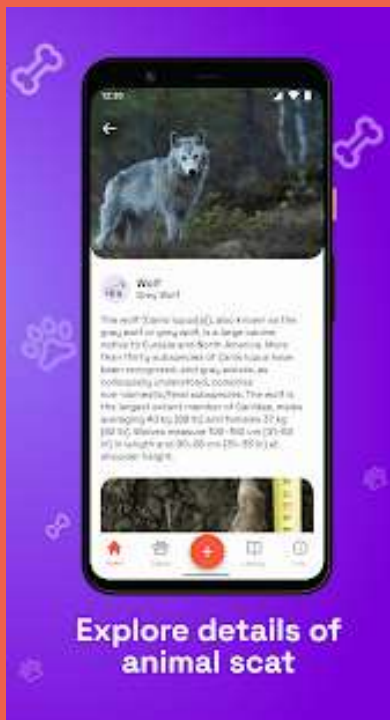 12:30
Wolf
Grey Wolf
The wolf (Canis lupus[a]), also known as the
gray wolf or grey wolf, is a large canine
native to Eurasia and North America. More
than thirty subspecies of Canis lupus have
been recognized, and gray wolves, as
colloquially understood, comprise
non-domestic/feral subspecies. The wolf is
the largest extant member of Canidae, males
averaging 40 kg (88 lb) and females 37 kg
(82 lb). Wolves measure 105–160 cm (41–63
in) in length and 80–85 cm (31–33 in) at
shoulder height.
Explore details of
animal scat